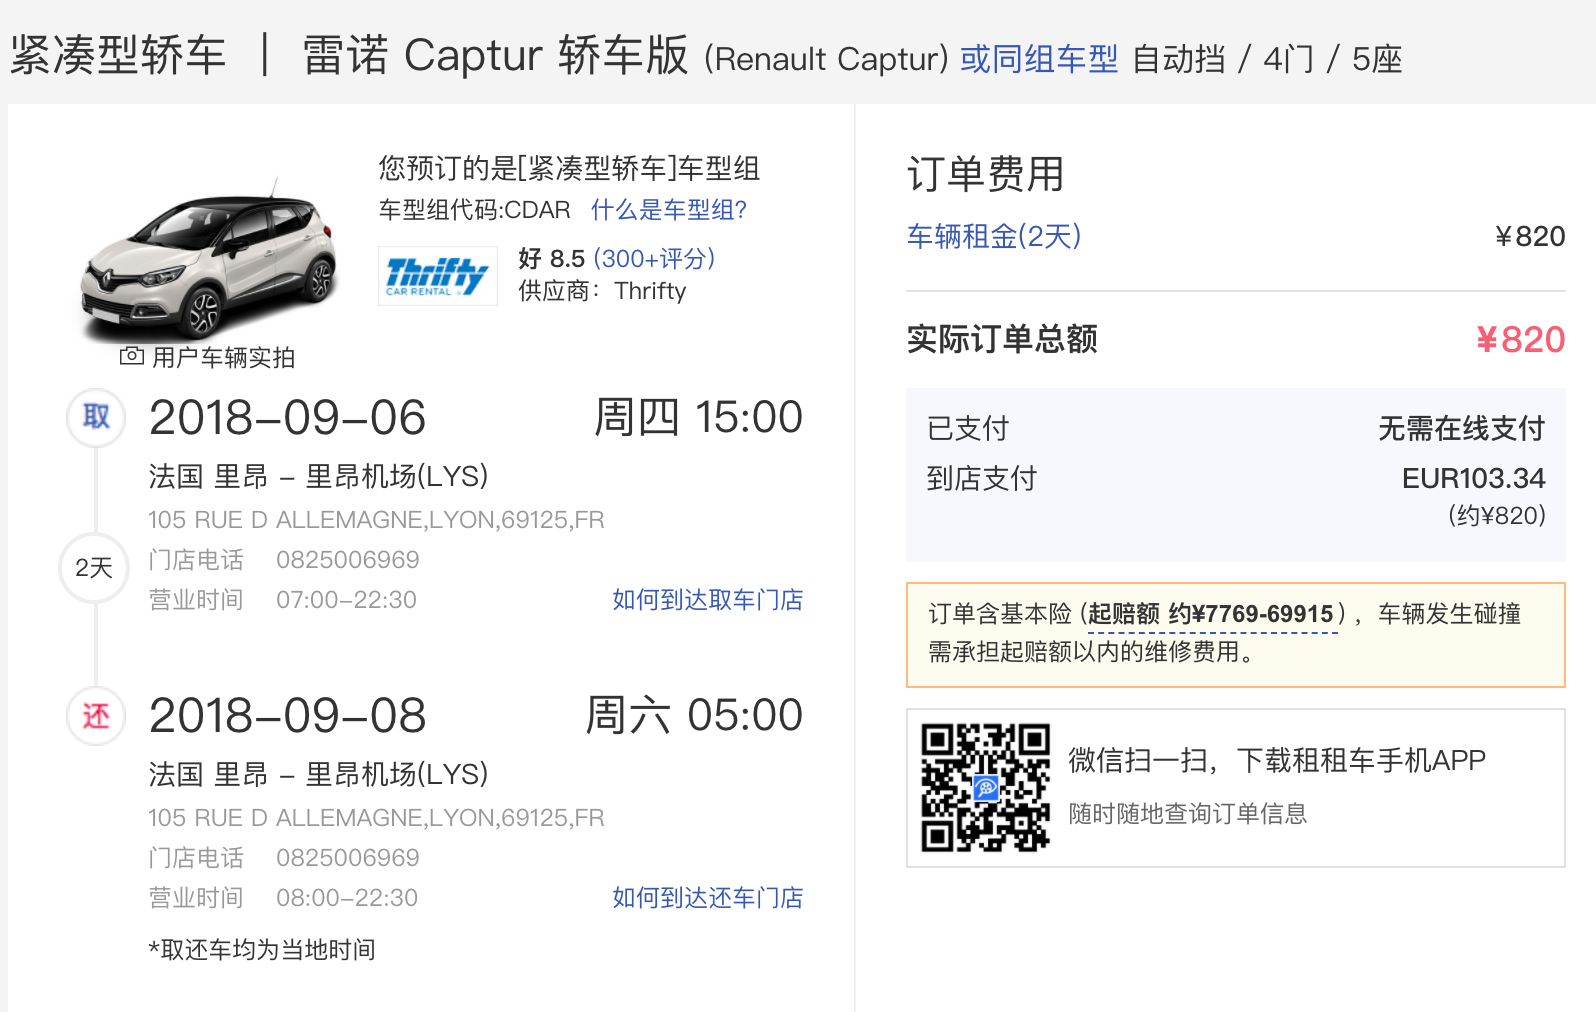 紧凑型轿车 | 雷诺 Captur 轿车版 (Renault Captur) 或同组车型 自动挡 / 4门 / 5座
您预订的是[紧凑型轿车]车型组
车型组代码:CDAR 什么是车型组?
Thrifty
CAR RENTAL
好 8.5 (300+评分)
供应商：Thrifty
用户车辆实拍
取 2018-09-06 周四 15:00
法国 里昂 - 里昂机场(LYS)
105 RUE D ALLEMAGNE,LYON,69125,FR
门店电话 0825006969
2天
营业时间 07:00-22:30 如何到达取车门店
还 2018-09-08 周六 05:00
法国 里昂 - 里昂机场(LYS)
105 RUE D ALLEMAGNE,LYON,69125,FR
门店电话 0825006969
营业时间 08:00-22:30 如何到达还车门店
*取还车均为当地时间
订单费用
车辆租金(2天) ¥820
实际订单总额 ¥820
已支付 无需在线支付
到店支付 EUR103.34
(约¥820)
订单含基本险 (起赔额 约¥7769-69915)，车辆发生碰撞
需承担起赔额以内的维修费用。
微信扫一扫，下载租租车手机APP
随时随地查询订单信息